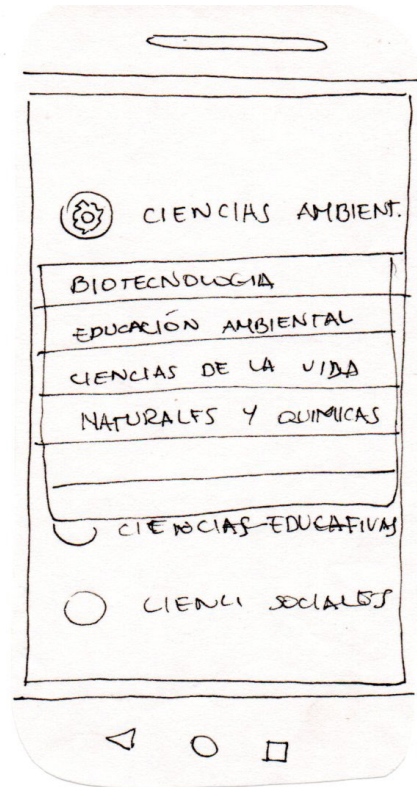 CIENCIAS AMBIENT.
BIOTECNOLOGIA
EDUCACIÓN AMBIENTAL
CIENCIAS DE LA VIDA
NATURALES Y QUIMICAS
CIENCIAS EDUCATIVAS
CIENCI SOCIALES